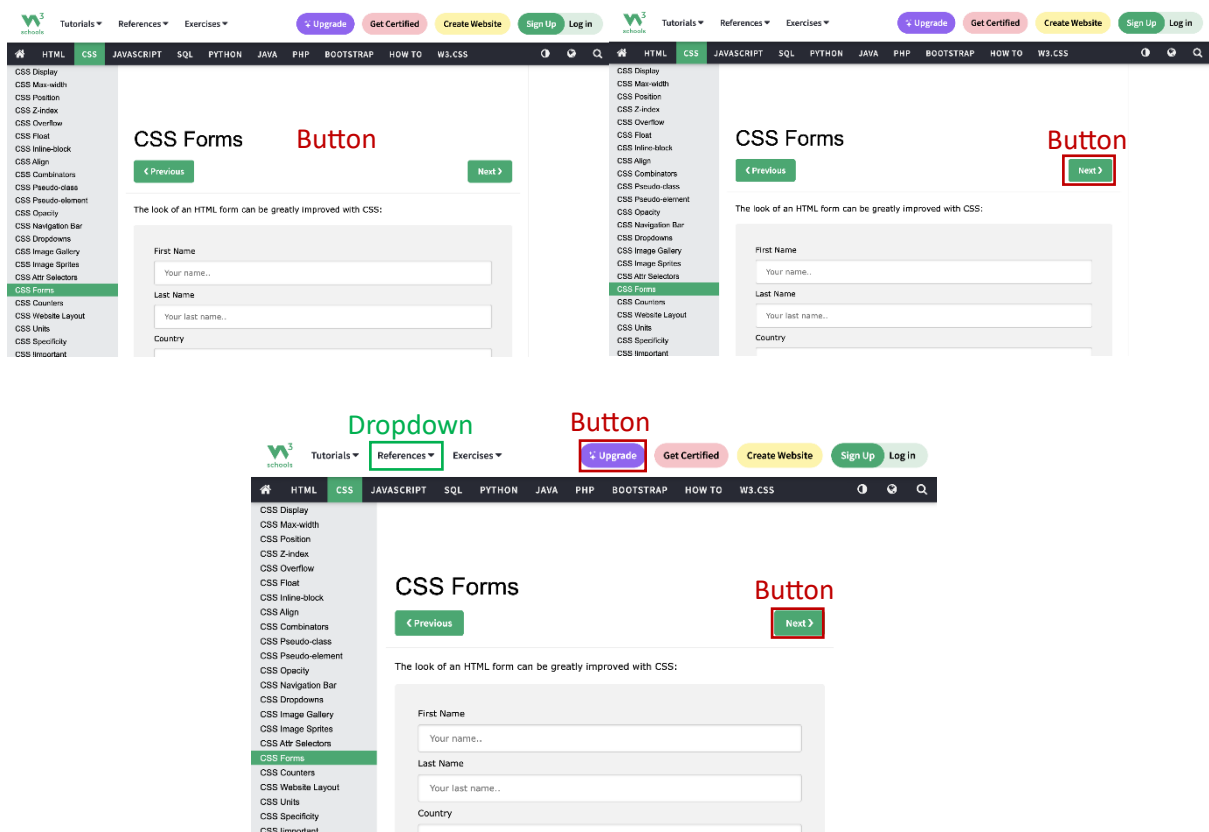 W3 schools Tutorials References Exercises Upgrade Get Certified Create Website Sign Up Log in
HTML CSS JAVASCRIPT SQL PYTHON JAVA PHP BOOTSTRAP HOW TO W3.CSS
CSS Display
CSS Max-width
CSS Position
CSS Z-index
CSS Overflow
CSS Float
CSS Inline-block
CSS Align
CSS Combinators
CSS Pseudo-class
CSS Pseudo-element
CSS Opacity
CSS Navigation Bar
CSS Dropdowns
CSS Image Gallery
CSS Image Sprites
CSS Attr Selectors
CSS Forms
CSS Counters
CSS Website Layout
CSS Units
CSS Specificity
CSS !important
CSS Forms
Button
❮ Previous
Next ❯
The look of an HTML form can be greatly improved with CSS:
First Name
Your name..
Last Name
Your last name..
Country
W3 schools Tutorials References Exercises Upgrade Get Certified Create Website Sign Up Log in
HTML CSS JAVASCRIPT SQL PYTHON JAVA PHP BOOTSTRAP HOW TO W3.CSS
CSS Display
CSS Max-width
CSS Position
CSS Z-index
CSS Overflow
CSS Float
CSS Inline-block
CSS Align
CSS Combinators
CSS Pseudo-class
CSS Pseudo-element
CSS Opacity
CSS Navigation Bar
CSS Dropdowns
CSS Image Gallery
CSS Image Sprites
CSS Attr Selectors
CSS Forms
CSS Counters
CSS Website Layout
CSS Units
CSS Specificity
CSS !important
CSS Forms
Button
❮ Previous
Next ❯
The look of an HTML form can be greatly improved with CSS:
First Name
Your name..
Last Name
Your last name..
Country
Dropdown
Button
W3 schools Tutorials References Exercises Upgrade Get Certified Create Website Sign Up Log in
HTML CSS JAVASCRIPT SQL PYTHON JAVA PHP BOOTSTRAP HOW TO W3.CSS
CSS Display
CSS Max-width
CSS Position
CSS Z-index
CSS Overflow
CSS Float
CSS Inline-block
CSS Align
CSS Combinators
CSS Pseudo-class
CSS Pseudo-element
CSS Opacity
CSS Navigation Bar
CSS Dropdowns
CSS Image Gallery
CSS Image Sprites
CSS Attr Selectors
CSS Forms
CSS Counters
CSS Website Layout
CSS Units
CSS Specificity
CSS !important
CSS Forms
Button
❮ Previous
Next ❯
The look of an HTML form can be greatly improved with CSS:
First Name
Your name..
Last Name
Your last name..
Country